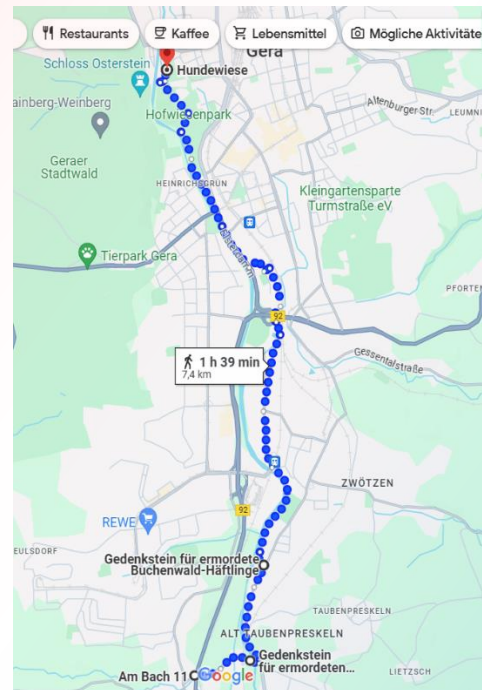 Restaurants
Kaffee
Lebensmittel
Mögliche Aktivitäte
Gera
Hundewiese
Schloss Osterstein
ainberg-Weinberg
Altenburger Str.
LEUMNI
Hofwiesenpark
Geraer
Stadtwald
HEINRICHSGRÜN
Kleingartensparte
Turmstraße eV
Tierpark Gera
PFORTEN
92
1 h 39 min
7,4 km
Gessentalstraße
ZWÖTZEN
92
REWE
EULSDORF
Gedenkstein für ermordete
Buchenwald-Häftlinge
TAUBENPRESKELN
ALT TAUBENPRESKELN
Gedenkstein
für ermordeten...
Am Bach 11
Google
LIETZSCH